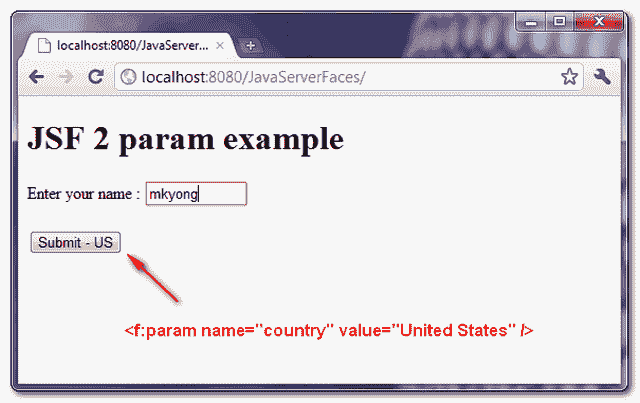 localhost:8080/JavaServer...
localhost:8080/JavaServerFaces/
JSF 2 param example
Enter your name : mkyong
Submit - US
<f:param name="country" value="United States" />